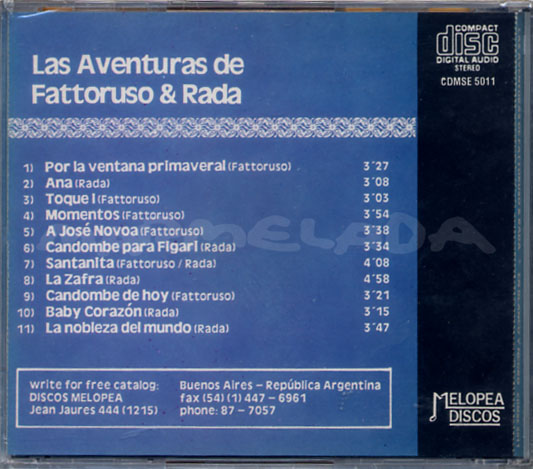 Las Aventuras de
Fattoruso & Rada
COMPACT
disc
DIGITAL AUDIO
STEREO
CDMSE 5011
1) Por la ventana primaveral (Fattoruso) 3´27
2) Ana (Rada) 3´08
3) Toque I (Fattoruso) 3´03
4) Momentos (Fattoruso) 3´54
5) A José Novoa (Fattoruso) 3´38
6) Candombe para Figari (Rada) 3´34
7) Santanita (Fattoruso / Rada) 4´08
8) La Zafra (Rada) 4´58
9) Candombe de hoy (Fattoruso) 3´21
10) Baby Corazón (Rada) 3´15
11) La nobleza del mundo (Rada) 3´47
write for free catalog: Buenos Aires – República Argentina
DISCOS MELOPEA fax (54) (1) 447 – 6961
Jean Jaures 444 (1215) phone: 87 – 7057
MELOPEA
DISCOS